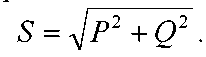 S = √(P² + Q²) .